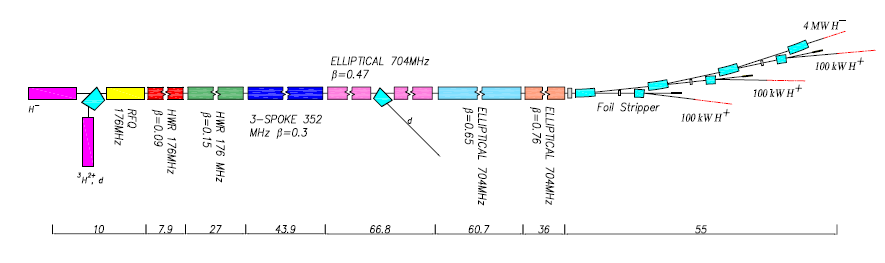 ELLIPTICAL 704MHz
β=0.47
4 MW H⁻
100 kW H⁺
100 kW H⁺
100 kW H⁺
Foil Stripper
H⁻
³H²⁺, d
RFQ
176MHz
HWR 176MHz
β=0.09
HWR 176 MHz
β=0.15
3-SPOKE 352
MHz β=0.3
d
ELLIPTICAL 704MHz
β=0.65
ELLIPTICAL 704MHz
β=0.76
10 7.9 27 43.9 66.8 60.7 36 55